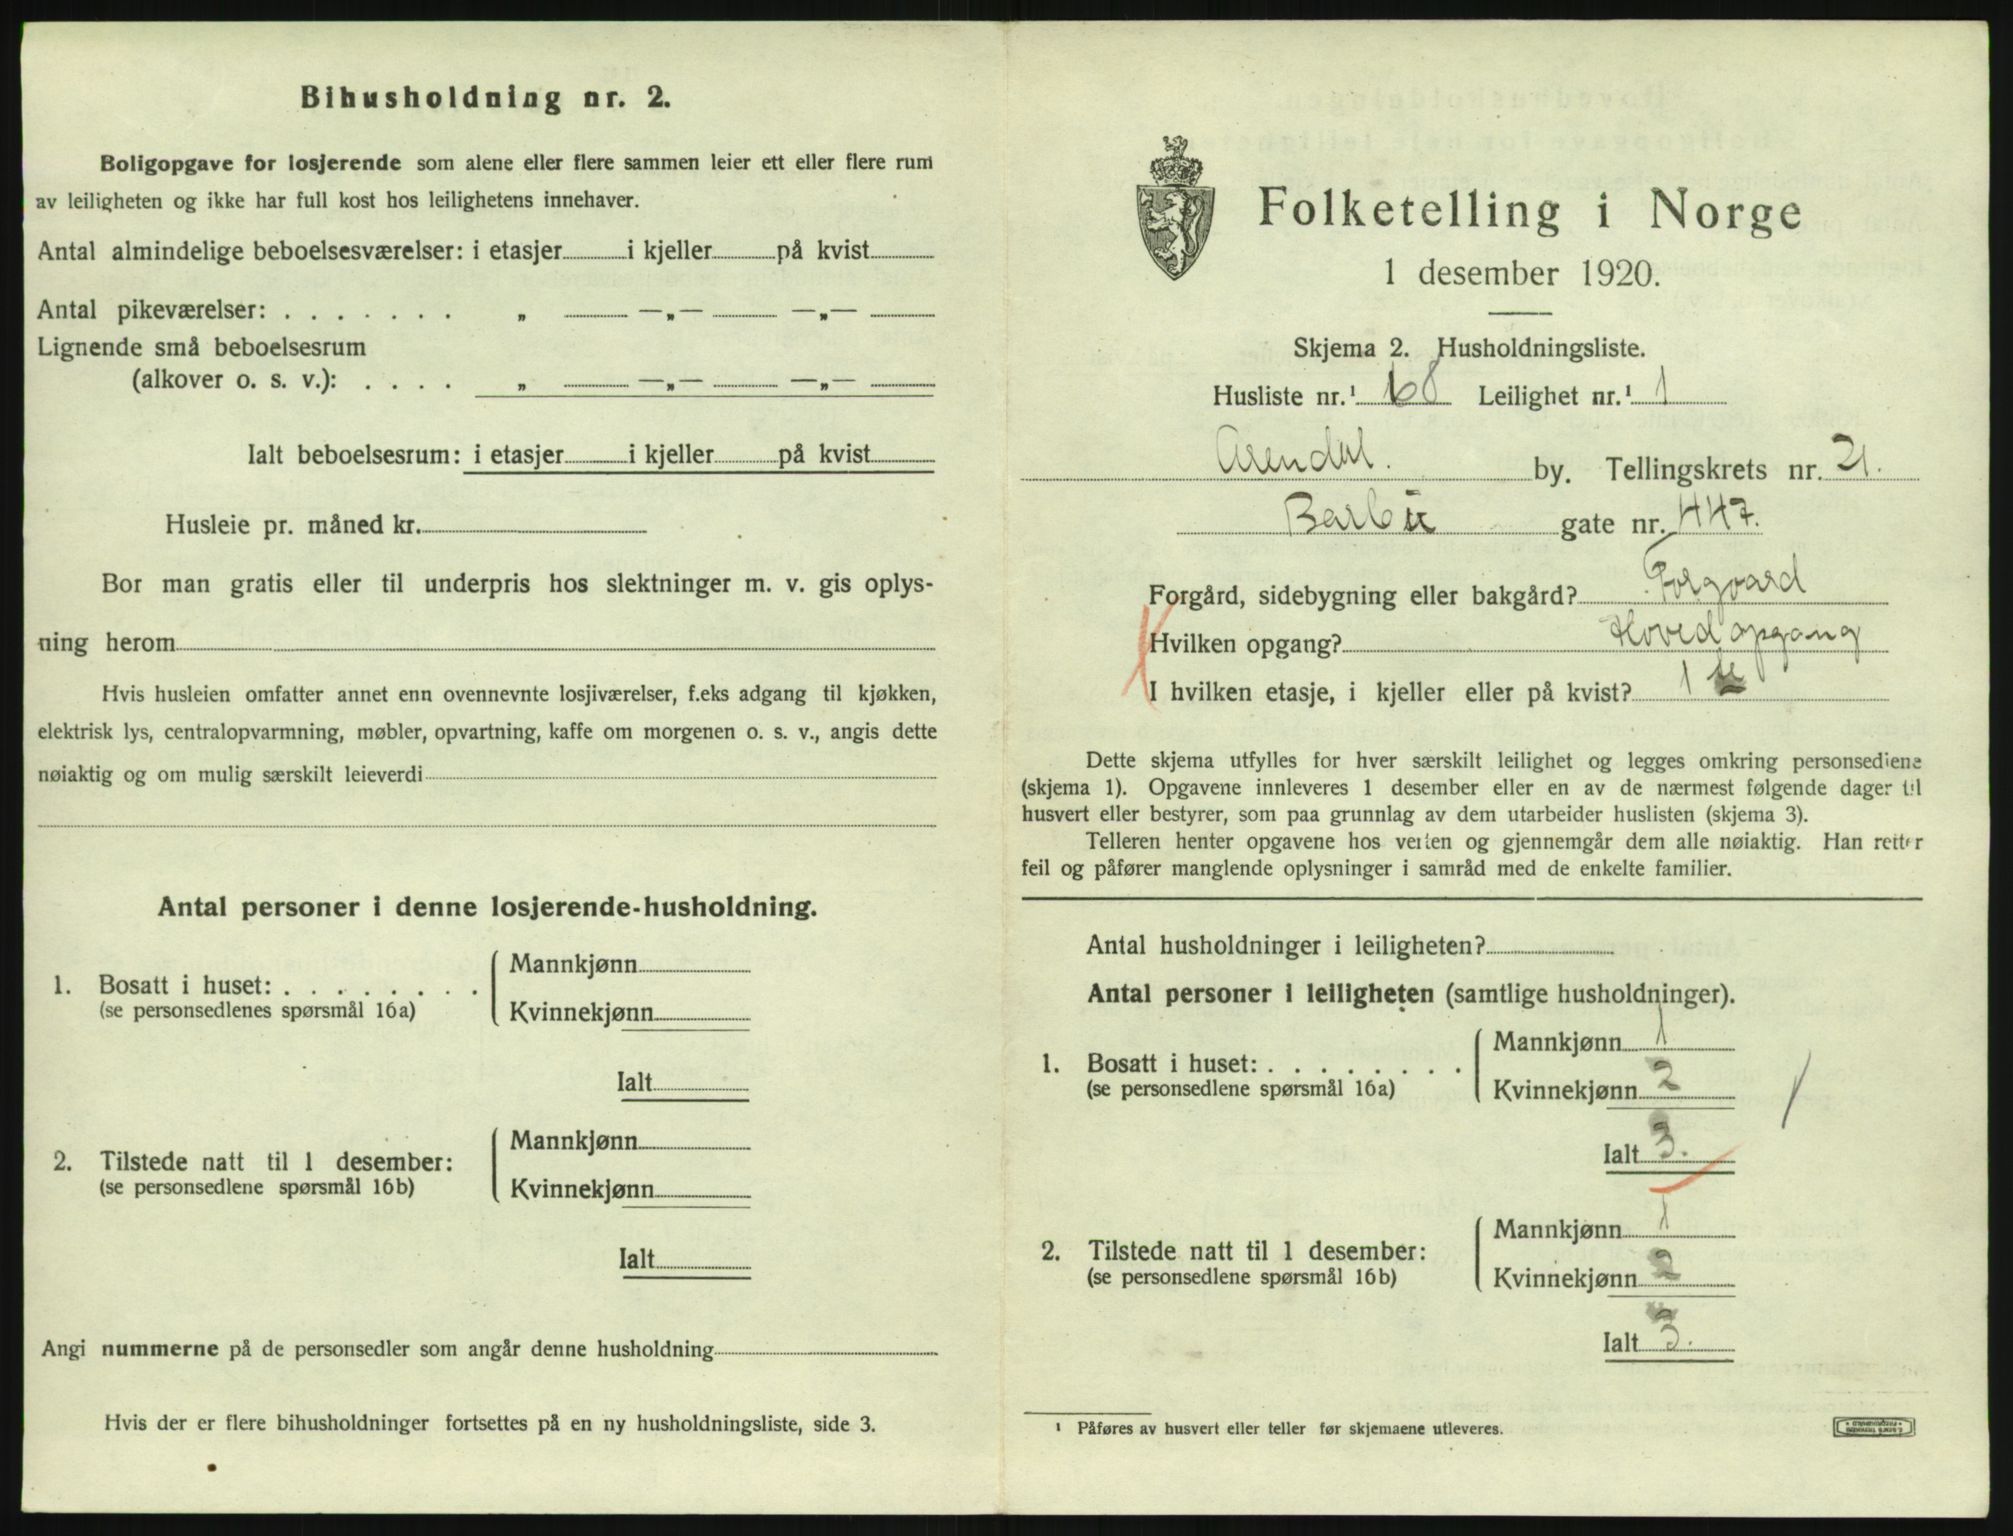 Bihusholdning nr. 2.
Boligopgave for losjerende som alene eller flere sammen leier ett eller flere rum
av leiligheten og ikke har full kost hos leilighetens innehaver.
Antal almindelige beboelsesværelser: i etasjer i kjeller på kvist
Antal pikeværelser: . . . . . . . „ —„— —„—
Lignende små beboelsesrum
(alkover o. s. v.): . . . . „ —„— —„—
Ialt beboelsesrum: i etasjer i kjeller på kvist
Husleie pr. måned kr.
Bor man gratis eller til underpris hos slektninger m. v. gis oplys-
ning herom
Hvis husleien omfatter annet enn ovennevnte losjiværelser, f.eks adgang til kjøkken,
elektrisk lys, centralopvarmning, møbler, opvartning, kaffe om morgenen o. s. v., angis dette
nøiaktig og om mulig særskilt leieverdi
Antal personer i denne losjerende-husholdning.
1. Bosatt i huset: . . . . . . . .
(se personsedlenes spørsmål 16a)
Mannkjønn
Kvinnekjønn
Ialt
2. Tilstede natt til 1 desember:
(se personsedlene spørsmål 16b)
Mannkjønn
Kvinnekjønn
Ialt
Angi nummerne på de personsedler som angår denne husholdning
Hvis der er flere bihusholdninger fortsettes på en ny husholdningsliste, side 3.
Folketelling i Norge
1 desember 1920.
Skjema 2. Husholdningsliste.
Husliste nr.¹ 68 Leilighet nr.¹ 1
Arendal. by. Tellingskrets nr. 21.
Barbu gate nr. 447.
Forgård, sidebygning eller bakgård? Forgaard
Hvilken opgang? Hovedopgang
I hvilken etasje, i kjeller eller på kvist? 1
Dette skjema utfylles for hver særskilt leilighet og legges omkring personsedlene
(skjema 1). Opgavene innleveres 1 desember eller en av de nærmest følgende dager til
husvert eller bestyrer, som paa grunnlag av dem utarbeider huslisten (skjema 3).
Telleren henter opgavene hos verten og gjennemgår dem alle nøiaktig. Han retter
feil og påfører manglende oplysninger i samråd med de enkelte familier.
Antal husholdninger i leiligheten?
Antal personer i leiligheten (samtlige husholdninger).
1. Bosatt i huset: . . . . . . . .
(se personsedlene spørsmål 16a)
Mannkjønn 1
Kvinnekjønn 2
Ialt 3.
2. Tilstede natt til 1 desember:
(se personsedlene spørsmål 16b)
Mannkjønn 1
Kvinnekjønn 2
Ialt 3.
¹ Påføres av husvert eller teller før skjemaene utleveres.